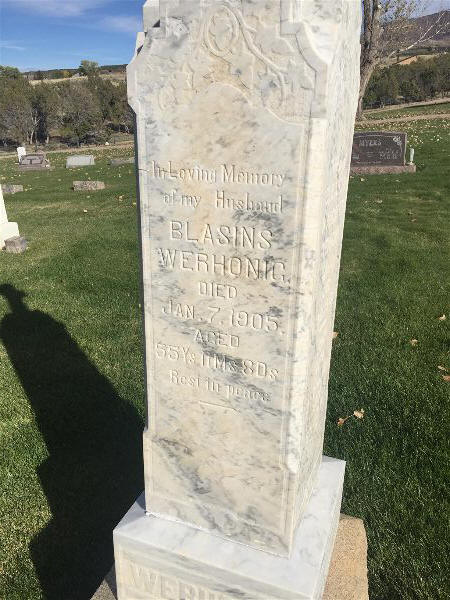 In Loving Memory
of my Husband
BLASINS
WERHONIG.
DIED
JAN. 7, 1905.
AGED
55Ys. 11Ms. 8Ds.
Rest in peace
MYERS